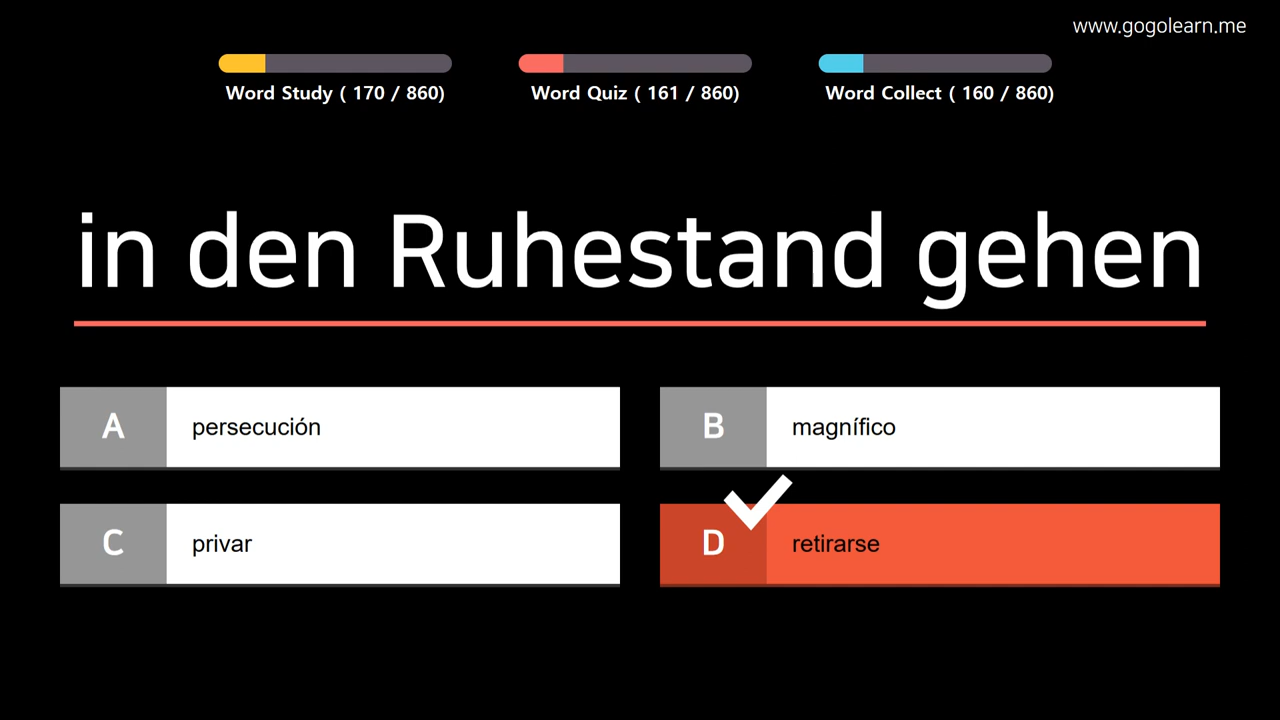 www.gogolearn.me
Word Study ( 170 / 860)
Word Quiz ( 161 / 860)
Word Collect ( 160 / 860)
in den Ruhestand gehen
A persecución
B magnífico
C privar
D retirarse